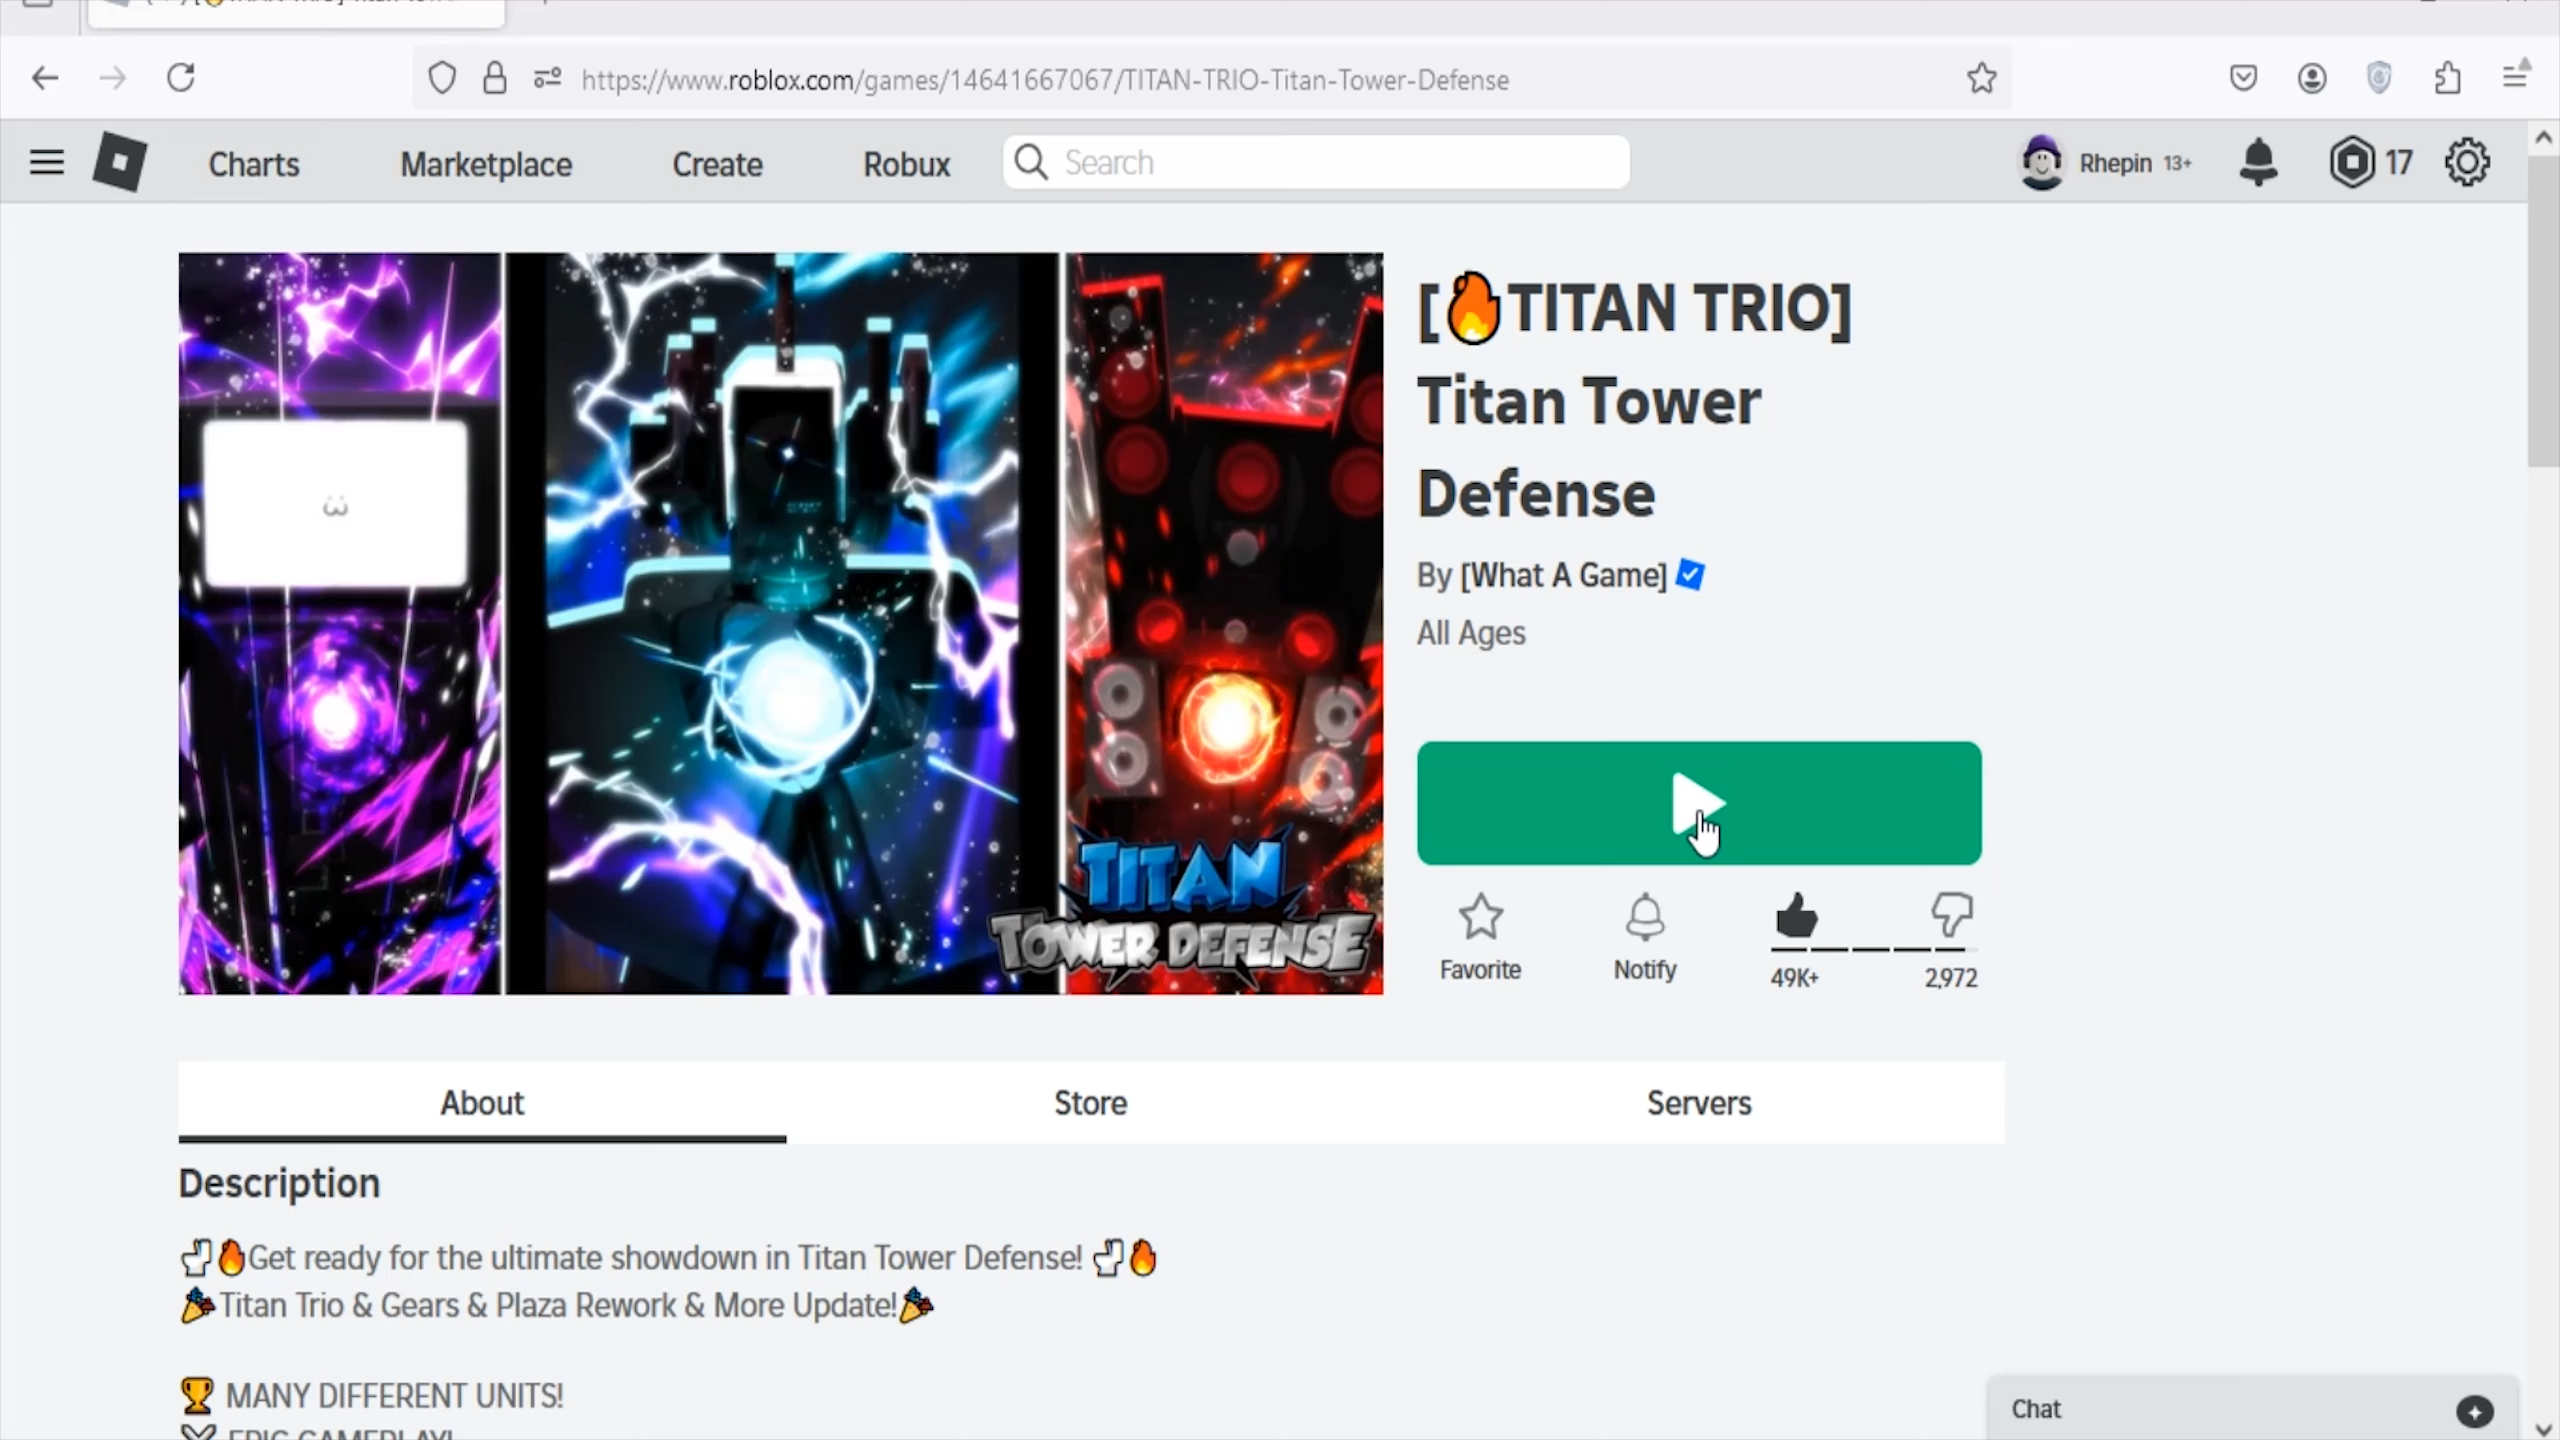 https://www.roblox.com/games/14641667067/TITAN-TRIO-Titan-Tower-Defense
Charts
Marketplace
Create
Robux
Search
Rhepin 13+
17
[🔥TITAN TRIO]
Titan Tower
Defense
By [What A Game]
All Ages
TITAN
TOWER DEFENSE
Favorite
Notify
49K+
2,972
About
Store
Servers
Description
🚽🔥Get ready for the ultimate showdown in Titan Tower Defense! 🚽🔥
🎉Titan Trio & Gears & Plaza Rework & More Update!🎉
🏆 MANY DIFFERENT UNITS!
⚔ EPIC GAMEPLAY!
Chat